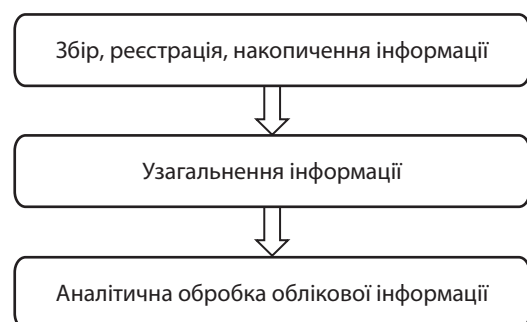 Збір, реєстрація, накопичення інформації
Узагальнення інформації
Аналітична обробка облікової інформації